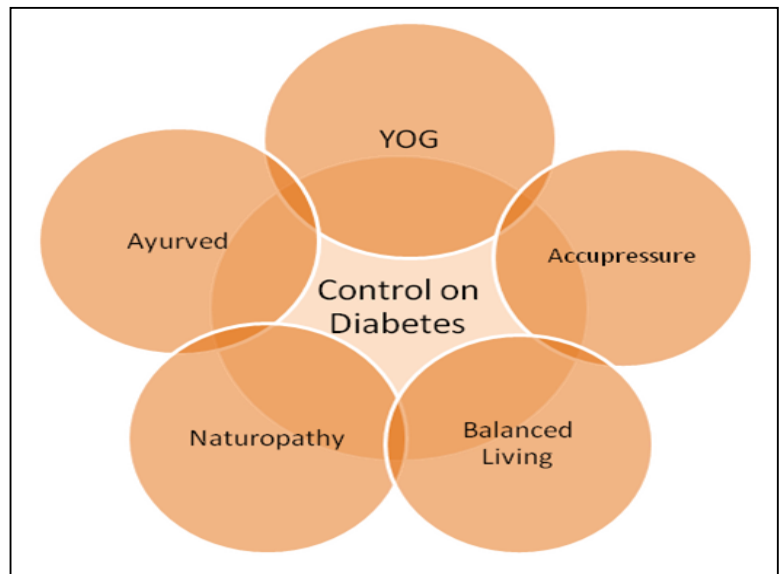 YOG
Ayurved
Accupressure
Control on
Diabetes
Naturopathy
Balanced
Living